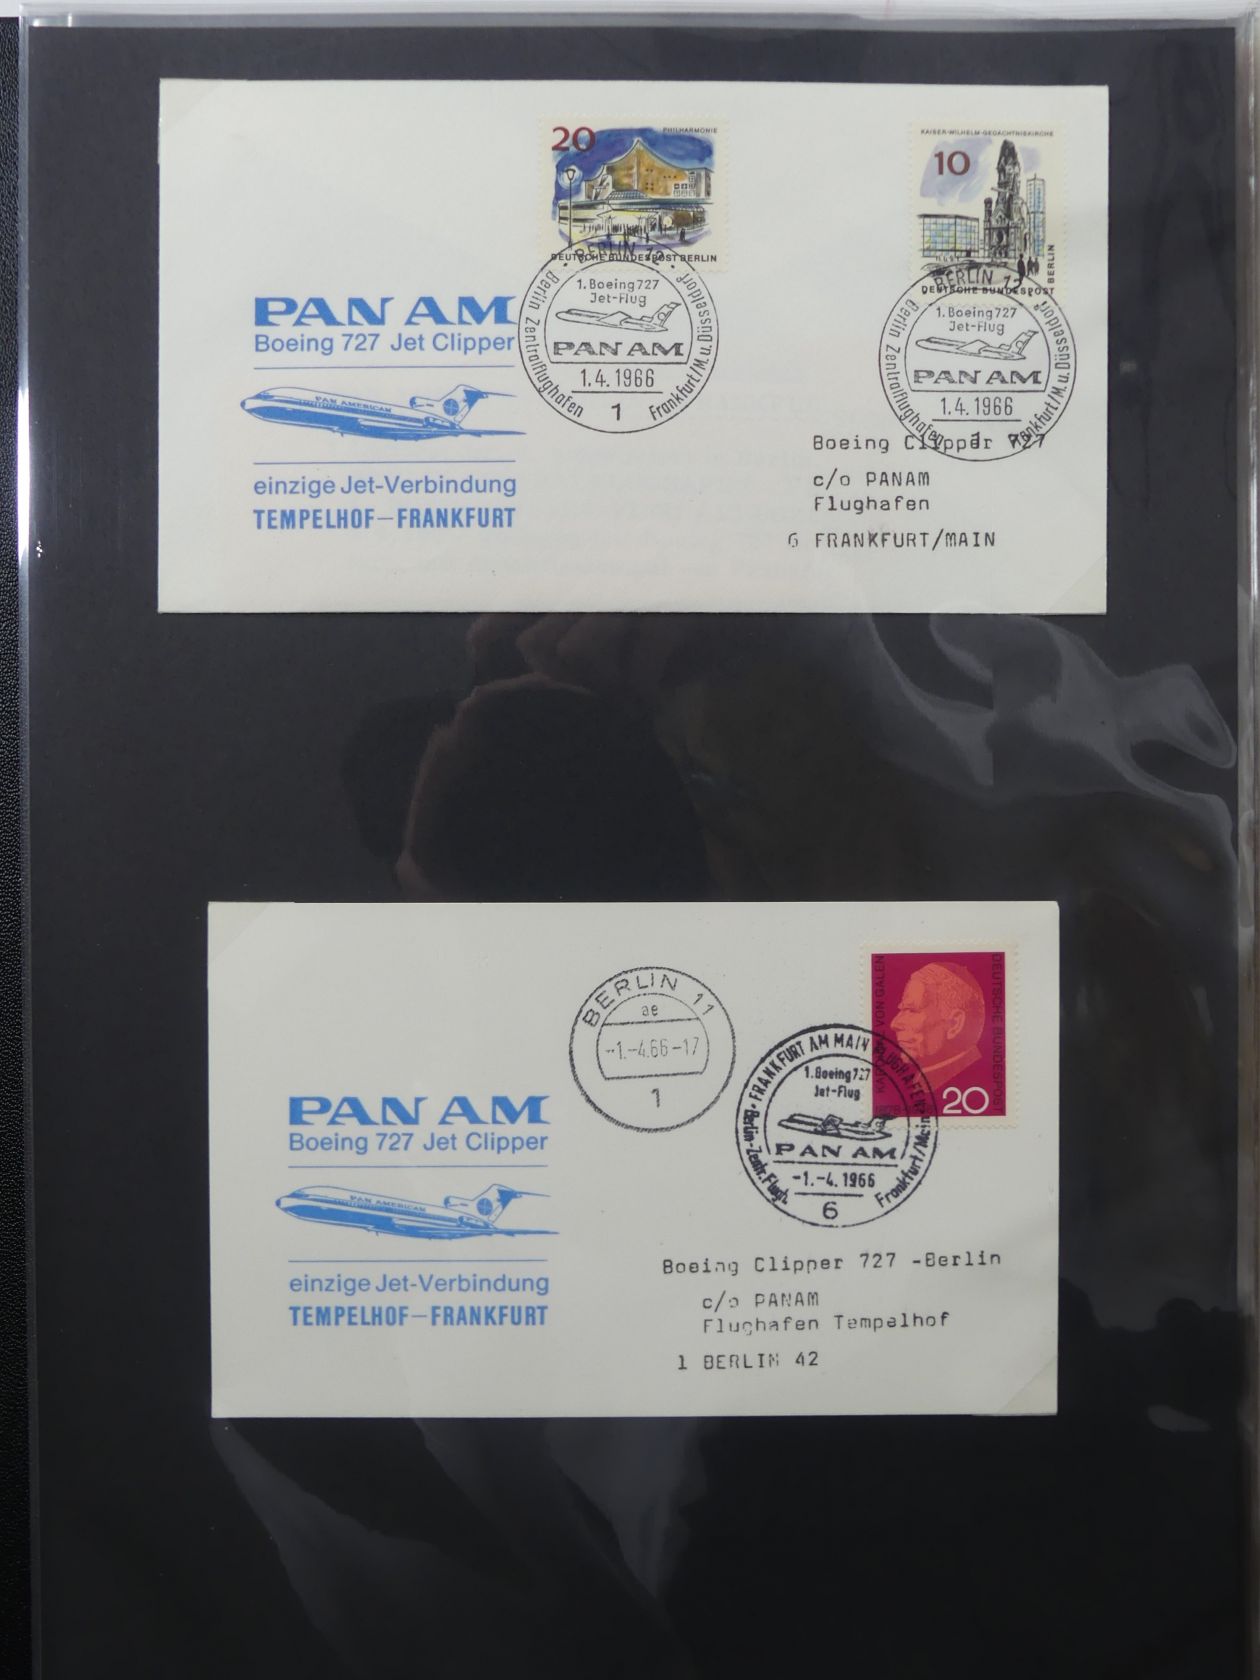 20
PHILHARMONIE
DEUTSCHE BUNDESPOST BERLIN
KAISER-WILHELM-GEDÄCHTNISKIRCHE
10
BERLIN
DEUTSCHE BUNDESPOST
BERLIN 12
1. Boeing 727
Jet-Flug
PAN AM
1.4.1966
1
Berlin Zentralflughafen
Frankfurt/M.u.Düsseldorf
BERLIN 12
1. Boeing 727
Jet-Flug
PAN AM
1.4.1966
1
Berlin Zentralflughafen
Frankfurt/M.u.Düsseldorf
PAN AM
Boeing 727 Jet Clipper
PAN AMERICAN
einzige Jet-Verbindung
TEMPELHOF–FRANKFURT
Boeing Clipper 727
c/o PANAM
Flughafen
6 FRANKFURT/MAIN
BERLIN 11
ae
-1.-4.66-17
1
VON GALEN
DEUTSCHE BUNDESPOST
20
FRANKFURT AM MAIN FLUGHAFEN
1. Boeing 727
Jet-Flug
PAN AM
-1.-4.1966
6
Berlin-Zentr.Flugh.
Frankfurt/Main
PAN AM
Boeing 727 Jet Clipper
PAN AMERICAN
einzige Jet-Verbindung
TEMPELHOF–FRANKFURT
Boeing Clipper 727 -Berlin
c/o PANAM
Flughafen Tempelhof
1 BERLIN 42